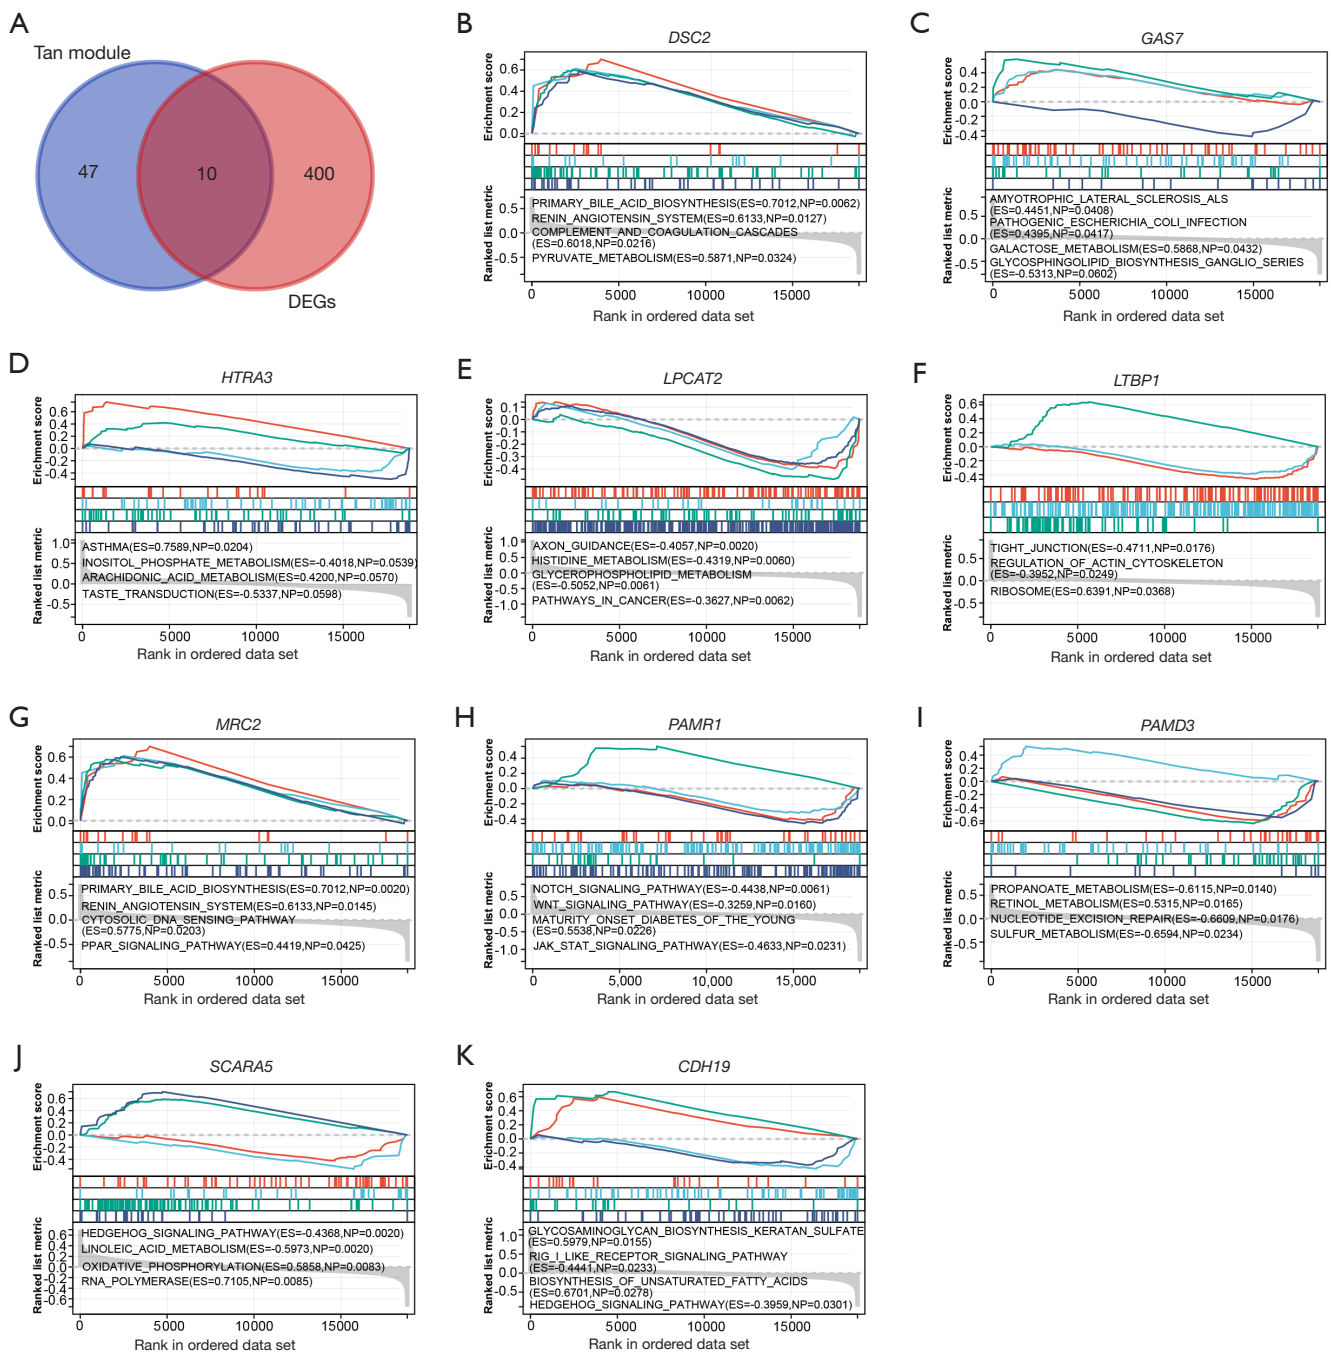 A
Tan module
47
10
400
DEGs
B
DSC2
Erichment score
0.6
0.4
0.2
0.0
Ranked list metric
0.5
0.0
-0.5
PRIMARY_BILE_ACID_BIOSYNTHESIS(ES=0.7012,NP=0.0062)
RENIN_ANGIOTENSIN_SYSTEM(ES=0.6133,NP=0.0127)
COMPLEMENT_AND_COAGULATION_CASCADES
(ES=0.6018,NP=0.0216)
PYRUVATE_METABOLISM(ES=0.5871,NP=0.0324)
0 5000 10000 15000
Rank in ordered data set
C
GAS7
Erichment score
0.4
0.2
0.0
-0.2
-0.4
Ranked list metric
0.5
0.0
-0.5
AMYOTROPHIC_LATERAL_SCLEROSIS_ALS
(ES=0.4451,NP=0.0408)
PATHOGENIC_ESCHERICHIA_COLI_INFECTION
(ES=0.4395,NP=0.0417)
GALACTOSE_METABOLISM(ES=0.5868,NP=0.0432)
GLYCOSPHINGOLIPID_BIOSYNTHESIS_GANGLIO_SERIES
(ES=-0.5313,NP=0.0602)
0 5000 10000 15000
Rank in ordered data set
D
HTRA3
Erichment score
0.6
0.4
0.2
0.0
-0.2
-0.4
Ranked list metric
1.0
0.5
0.0
-0.5
ASTHMA(ES=0.7589,NP=0.0204)
INOSITOL_PHOSPHATE_METABOLISM(ES=-0.4018,NP=0.0539)
ARACHIDONIC_ACID_METABOLISM(ES=0.4200,NP=0.0570)
TASTE_TRANSDUCTION(ES=-0.5337,NP=0.0598)
0 5000 10000 15000
Rank in ordered data set
E
LPCAT2
Erichment score
0.1
0.0
-0.1
-0.2
-0.3
-0.4
Ranked list metric
1.0
0.5
0.0
-0.5
-1.0
AXON_GUIDANCE(ES=-0.4057,NP=0.0020)
HISTIDINE_METABOLISM(ES=-0.4319,NP=0.0060)
GLYCEROPHOSPHOLIPID_METABOLISM
(ES=-0.5052,NP=0.0061)
PATHWAYS_IN_CANCER(ES=-0.3627,NP=0.0062)
0 5000 10000 15000
Rank in ordered data set
F
LTBP1
Erichment score
0.6
0.4
0.2
0.0
-0.2
-0.4
Ranked list metric
0.5
0.0
-0.5
TIGHT_JUNCTION(ES=-0.4711,NP=0.0176)
REGULATION_OF_ACTIN_CYTOSKELETON
(ES=-0.3952,NP=0.0249)
RIBOSOME(ES=0.6391,NP=0.0368)
0 5000 10000 15000
Rank in ordered data set
G
MRC2
Erichment score
0.6
0.4
0.2
0.0
Ranked list metric
0.5
0.0
-0.5
PRIMARY_BILE_ACID_BIOSYNTHESIS(ES=0.7012,NP=0.0020)
RENIN_ANGIOTENSIN_SYSTEM(ES=0.6133,NP=0.0145)
CYTOSOLIC_DNA_SENSING_PATHWAY
(ES=0.5775,NP=0.0203)
PPAR_SIGNALING_PATHWAY(ES=0.4419,NP=0.0425)
0 5000 10000 15000
Rank in ordered data set
H
PAMR1
Erichment score
0.4
0.2
0.0
-0.2
-0.4
Ranked list metric
0.5
0.0
-0.5
-1.0
NOTCH_SIGNALING_PATHWAY(ES=-0.4438,NP=0.0061)
WNT_SIGNALING_PATHWAY(ES=-0.3259,NP=0.0160)
MATURITY_ONSET_DIABETES_OF_THE_YOUNG
(ES=0.5538,NP=0.0226)
JAK_STAT_SIGNALING_PATHWAY(ES=-0.4633,NP=0.0231)
0 5000 10,000 15000
Rank in ordered data set
I
PAMD3
Erichment score
0.4
0.2
0.0
-0.2
-0.4
-0.6
Ranked list metric
0.5
0.0
-0.5
PROPANOATE_METABOLISM(ES=-0.6115,NP=0.0140)
RETINOL_METABOLISM(ES=0.5315,NP=0.0165)
NUCLEOTIDE_EXCISION_REPAIR(ES=-0.6609,NP=0.0176)
SULFUR_METABOLISM(ES=-0.6594,NP=0.0234)
0 5000 10000 15000
Rank in ordered data set
J
SCARA5
Erichment score
0.6
0.4
0.2
0.0
-0.2
-0.4
Ranked list metric
0.6
0.4
0.2
0.0
-0.2
-0.4
-0.6
HEDGEHOG_SIGNALING_PATHWAY(ES=-0.4368,NP=0.0020)
LINOLEIC_ACID_METABOLISM(ES=-0.5973,NP=0.0020)
OXIDATIVE_PHOSPHORYLATION(ES=0.5858,NP=0.0083)
RNA_POLYMERASE(ES=0.7105,NP=0.0085)
0 5000 10000 15000
Rank in ordered data set
K
CDH19
Erichment score
0.6
0.4
0.2
0.0
-0.2
-0.4
Ranked list metric
1.0
0.5
0.0
-0.5
GLYCOSAMINOGLYCAN_BIOSYNTHESIS_KERATAN_SULFATE
(ES=0.5979,NP=0.0155)
RIG_I_LIKE_RECEPTOR_SIGNALING_PATHWAY
(ES=-0.4441,NP=0.0233)
BIOSYNTHESIS_OF_UNSATURATED_FATTY_ACIDS
(ES=0.6701,NP=0.0278)
HEDGEHOG_SIGNALING_PATHWAY(ES=-0.3959,NP=0.0301)
0 5000 10000 15000
Rank in ordered data set